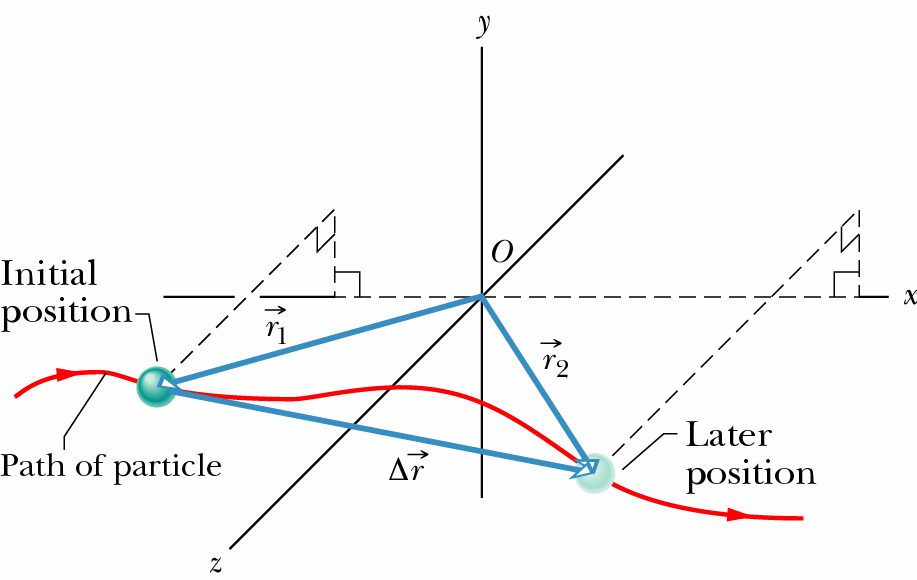 y
O
x
Initial
position
r⃗₁
r⃗₂
Path of particle
Δr⃗
Later
position
z